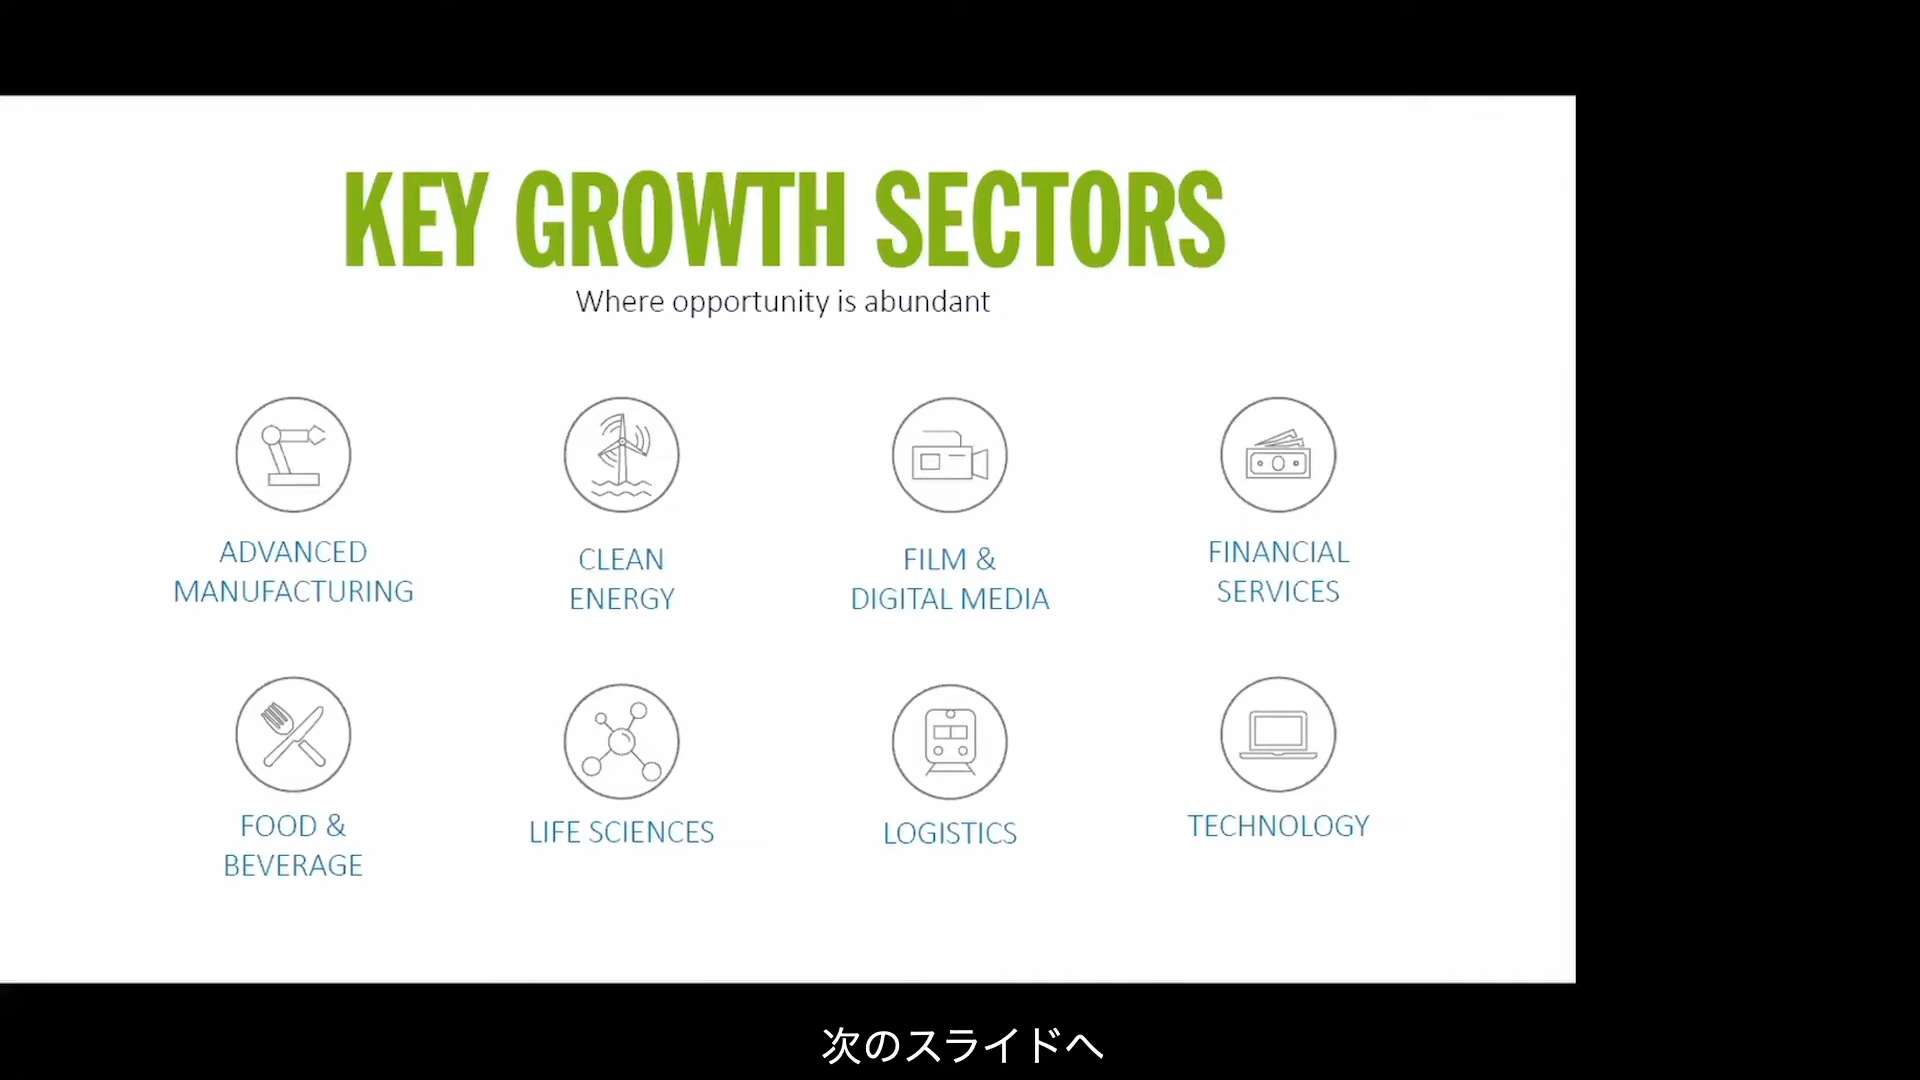 KEY GROWTH SECTORS
Where opportunity is abundant
ADVANCED
MANUFACTURING
CLEAN
ENERGY
FILM &
DIGITAL MEDIA
FINANCIAL
SERVICES
FOOD &
BEVERAGE
LIFE SCIENCES
LOGISTICS
TECHNOLOGY
次のスライドへ